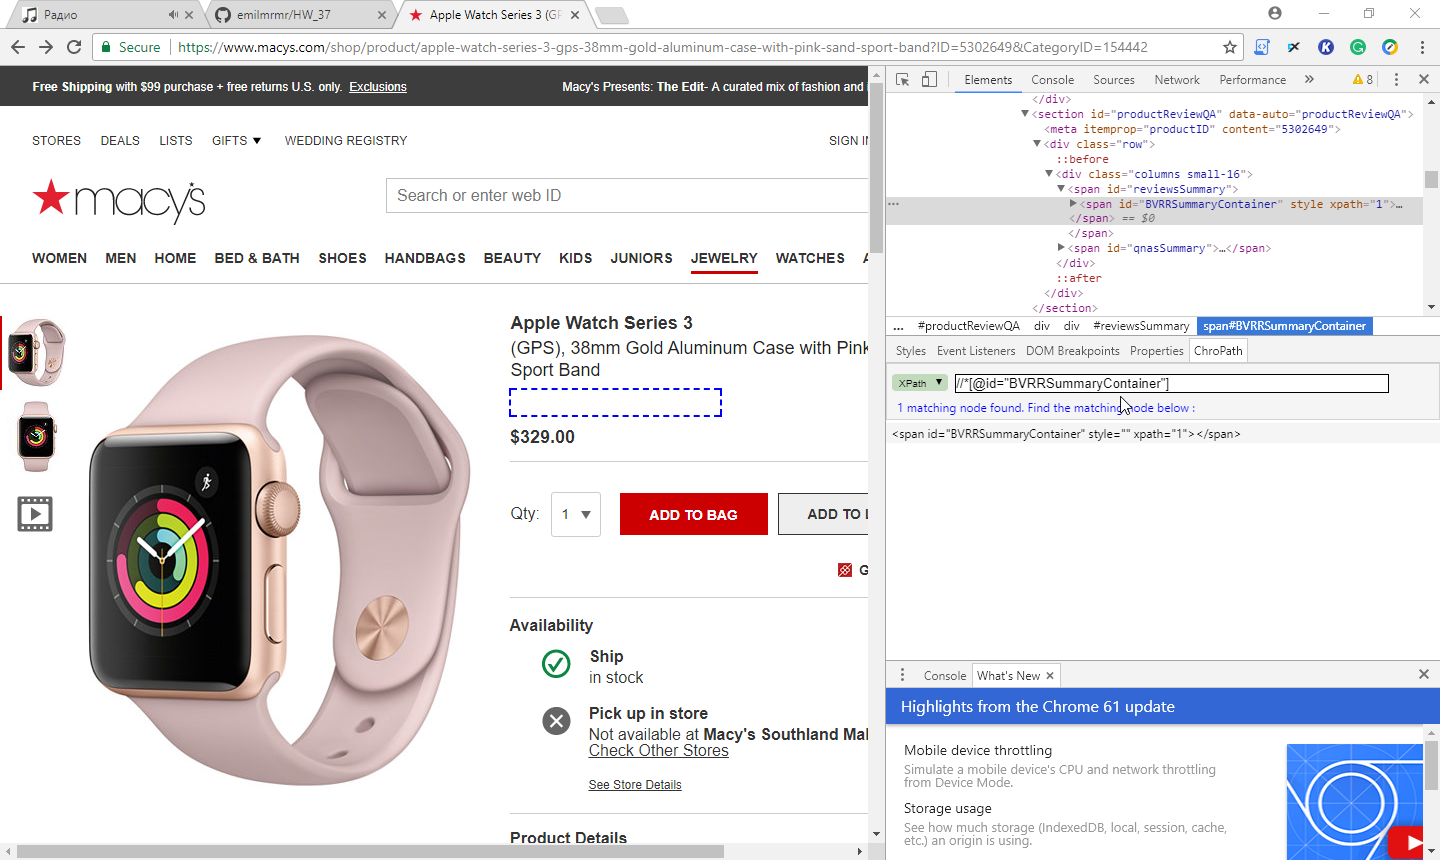 Радио
emilmrmr/HW_37
Apple Watch Series 3 (GP
Secure
https://www.macys.com/shop/product/apple-watch-series-3-gps-38mm-gold-aluminum-case-with-pink-sand-sport-band?ID=5302649&CategoryID=154442
Free Shipping with $99 purchase + free returns U.S. only. Exclusions
Macy's Presents: The Edit- A curated mix of fashion and
STORES DEALS LISTS GIFTS WEDDING REGISTRY
SIGN IN
macy's
Search or enter web ID
WOMEN MEN HOME BED & BATH SHOES HANDBAGS BEAUTY KIDS JUNIORS JEWELRY WATCHES
Apple Watch Series 3
(GPS), 38mm Gold Aluminum Case with Pink
Sport Band
$329.00
Qty: 1 ADD TO BAG ADD TO L
G
Availability
Ship
in stock
Pick up in store
Not available at Macy's Southland Mal
Check Other Stores
See Store Details
Product Details
Elements Console Sources Network Performance » 8
</div>
<section id="productReviewQA" data-auto="productReviewQA">
<meta itemprop="productID" content="5302649">
<div class="row">
::before
<div class="columns small-16">
<span id="reviewsSummary">
<span id="BVRRSummaryContainer" style xpath="1">…
</span> == $0
</span>
<span id="qnasSummary">…</span>
</div>
::after
</div>
</section>
... #productReviewQA div div #reviewsSummary span#BVRRSummaryContainer
Styles Event Listeners DOM Breakpoints Properties ChroPath
XPath ▼ //*[@id="BVRRSummaryContainer"]
1 matching node found. Find the matching node below :
<span id="BVRRSummaryContainer" style="" xpath="1"></span>
Console What's New ×
Highlights from the Chrome 61 update
Mobile device throttling
Simulate a mobile device's CPU and network throttling
from Device Mode.
Storage usage
See how much storage (IndexedDB, local, session, cache,
etc.) an origin is using.